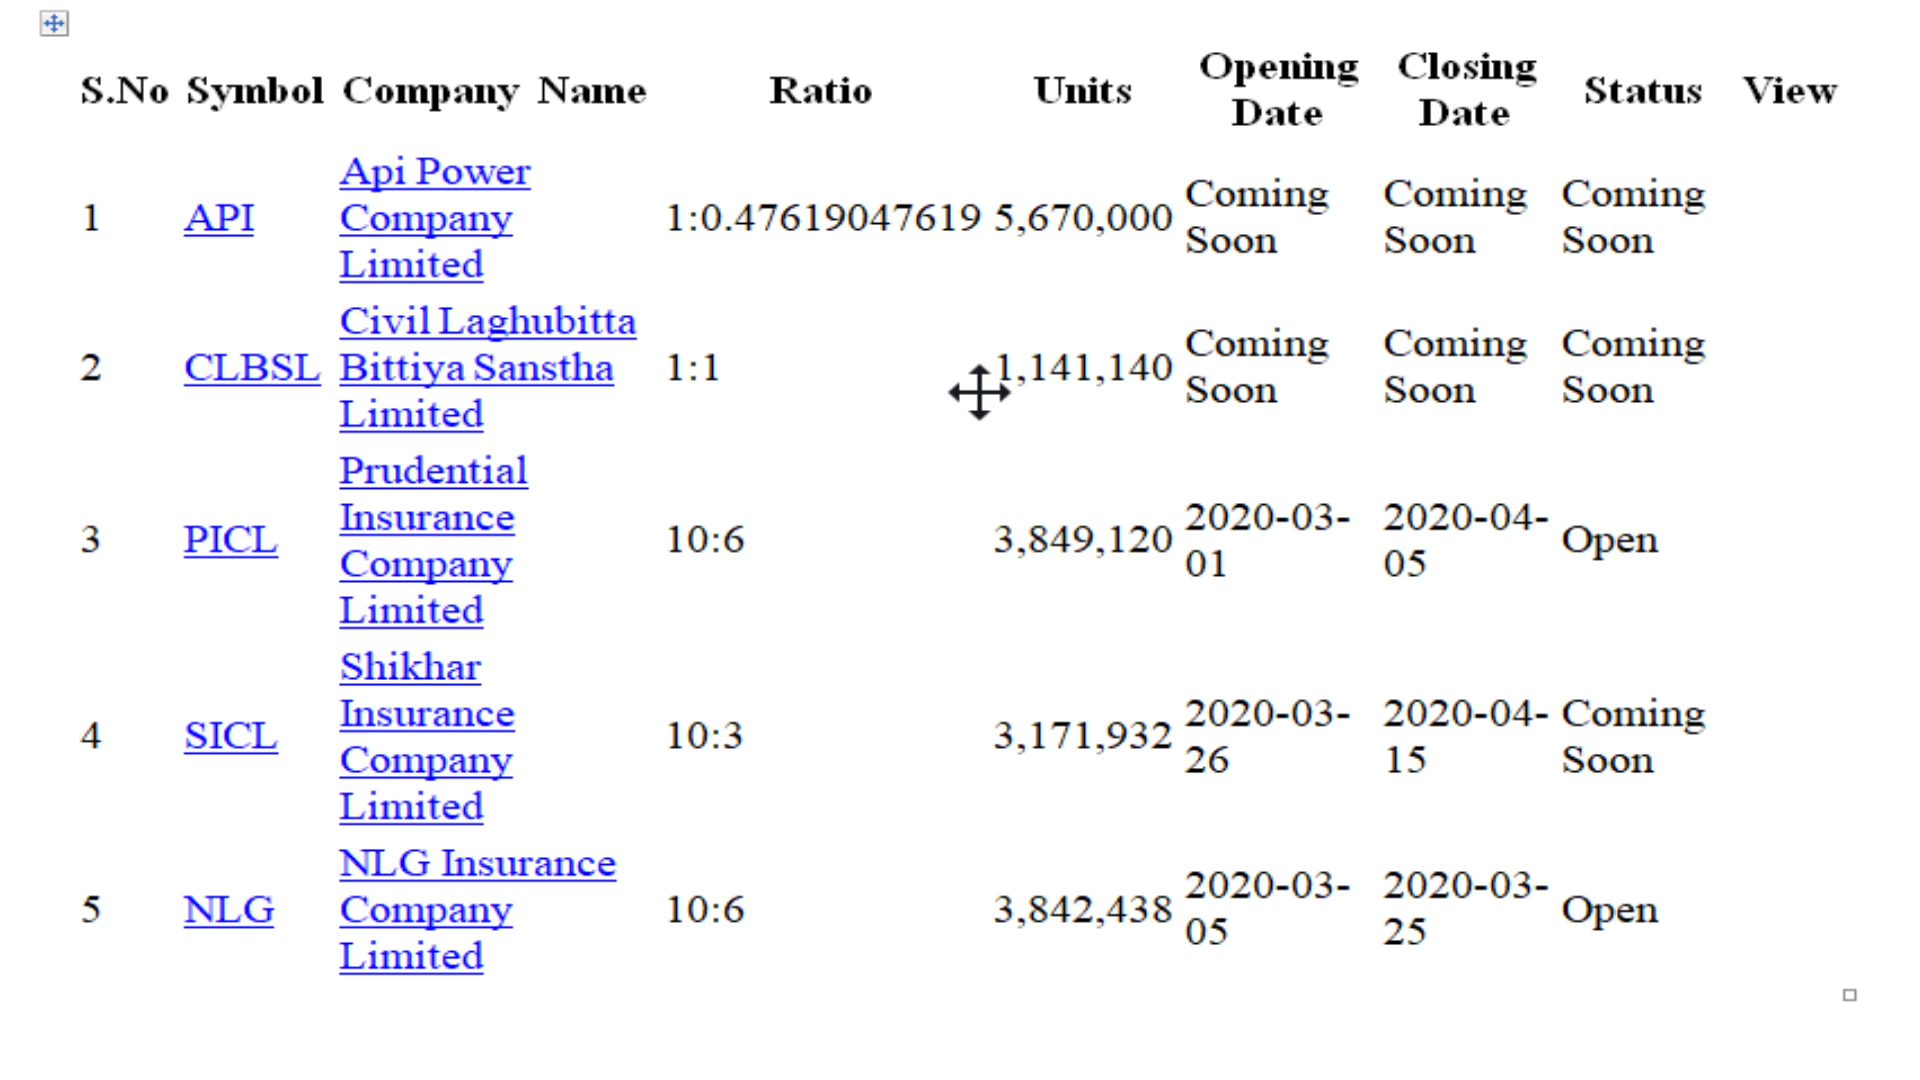 S.No Symbol Company Name Ratio Units Opening Date Closing Date Status View
1 API Api Power Company Limited 1:0.47619047619 5,670,000 Coming Soon Coming Soon Coming Soon
2 CLBSL Civil Laghubitta Bittiya Sanstha Limited 1:1 1,141,140 Coming Soon Coming Soon Coming Soon
3 PICL Prudential Insurance Company Limited 10:6 3,849,120 2020-03-01 2020-04-05 Open
4 SICL Shikhar Insurance Company Limited 10:3 3,171,932 2020-03-26 2020-04-15 Coming Soon
5 NLG NLG Insurance Company Limited 10:6 3,842,438 2020-03-05 2020-03-25 Open